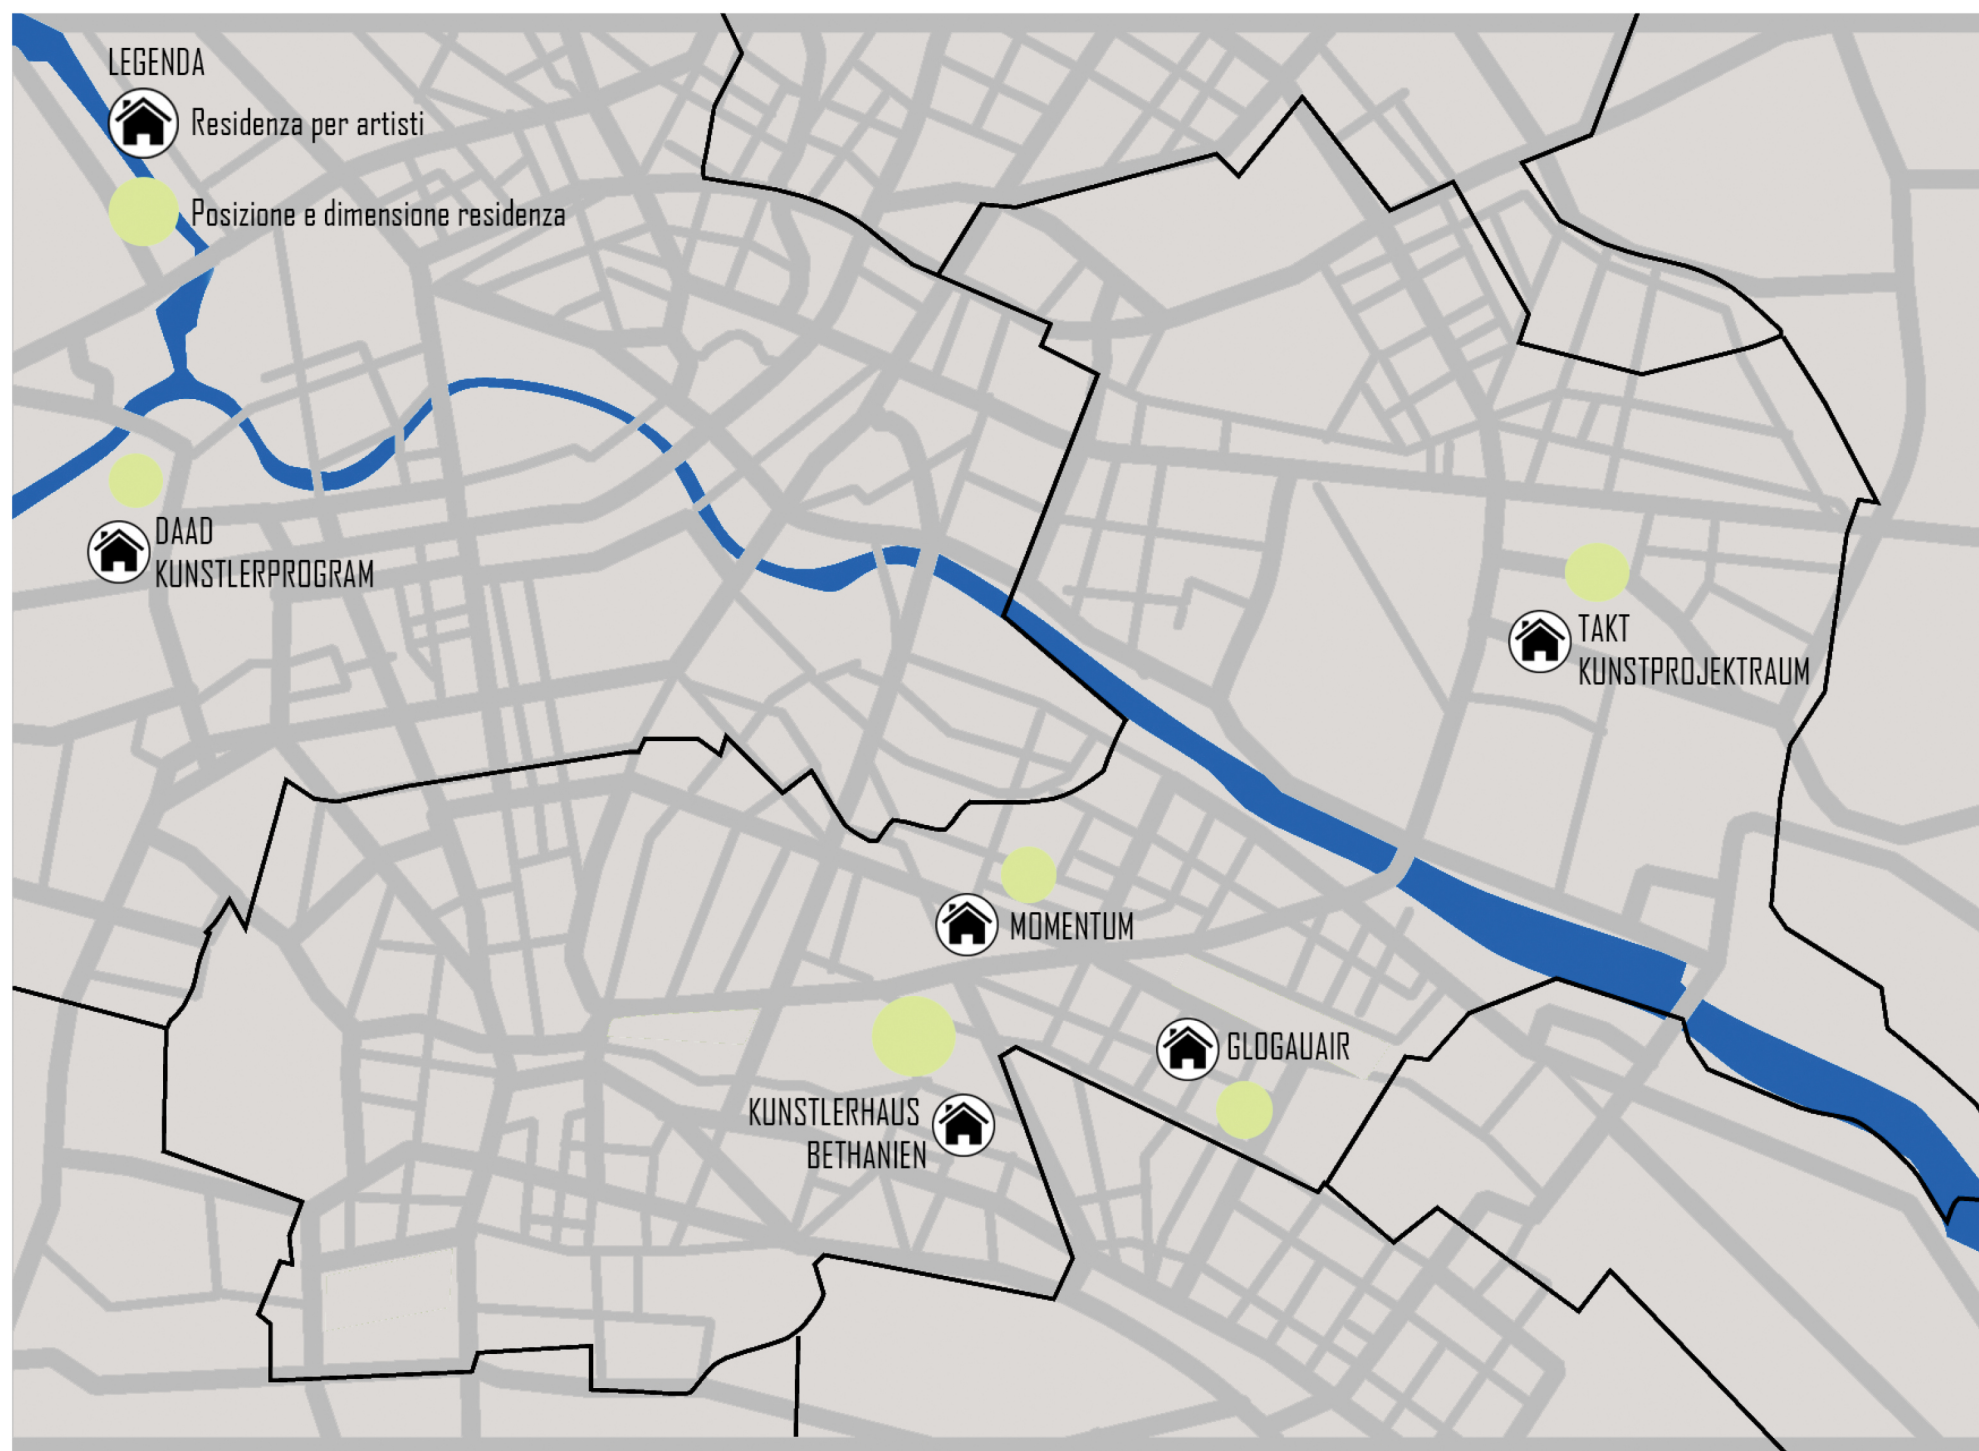 LEGENDA
Residenza per artisti
Posizione e dimensione residenza
DAAD
KUNSTLERPROGRAM
TAKT
KUNSTPROJEKTRAUM
MOMENTUM
GLOGAUAIR
KUNSTLERHAUS
BETHANIEN